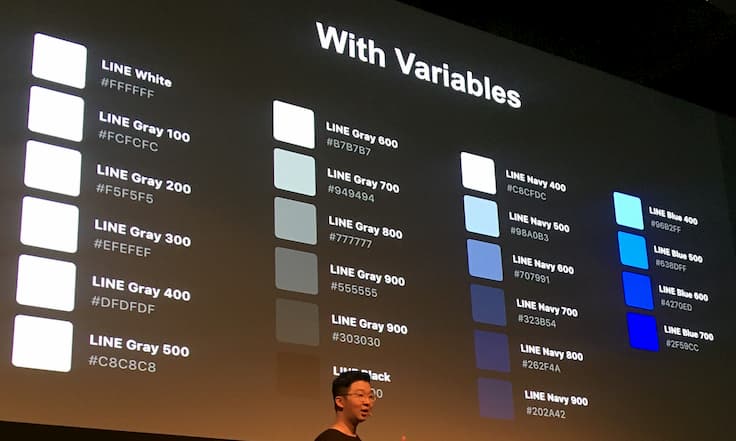 With Variables
LINE White
#FFFFFF
LINE Gray 100
#FCFCFC
LINE Gray 200
#F5F5F5
LINE Gray 300
#EFEFEF
LINE Gray 400
#DFDFDF
LINE Gray 500
#C8C8C8
LINE Gray 600
#B7B7B7
LINE Gray 700
#949494
LINE Gray 800
#777777
LINE Gray 900
#555555
LINE Gray 900
#303030
LINE Black
LINE Navy 400
#C8CFDC
LINE Navy 500
#98A0B3
LINE Navy 600
#707991
LINE Navy 700
#323B54
LINE Navy 800
#262F4A
LINE Navy 900
#202A42
LINE Blue 400
#96B2FF
LINE Blue 500
#638DFF
LINE Blue 600
#4270ED
LINE Blue 700
#2F59CC